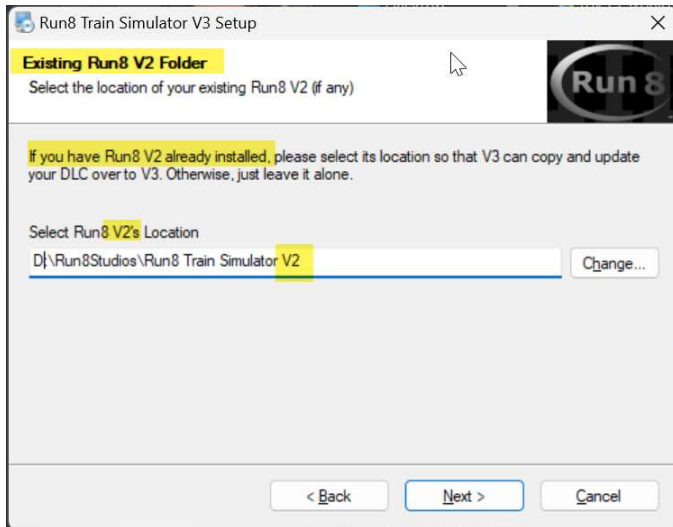 Run8 Train Simulator V3 Setup
Existing Run8 V2 Folder
Select the location of your existing Run8 V2 (if any)
Run 8
If you have Run8 V2 already installed, please select its location so that V3 can copy and update
your DLC over to V3. Otherwise, just leave it alone.
Select Run8 V2's Location
D:\Run8Studios\Run8 Train Simulator V2
Change...
< Back
Next >
Cancel